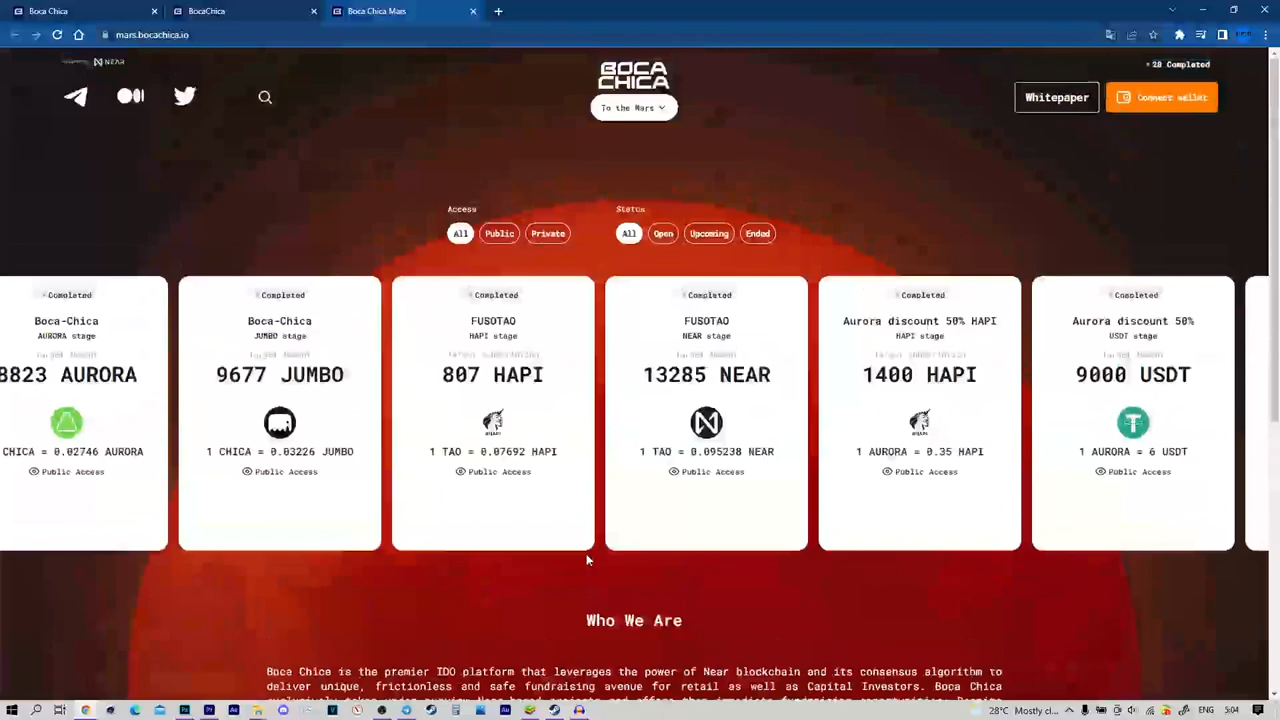 Boca Chica
BocaChica
Boca Chica Mars
mars.bocachica.io
NEAR
BOCA
CHICA
28 Completed
To the Mars
Whitepaper
Connect wallet
Access
Status
All
Public
Private
All
Open
Upcoming
Ended
Completed
Boca-Chica
AURORA stage
8823 AURORA
CHICA = 0.02746 AURORA
Public Access
Completed
Boca-Chica
JUMBO stage
9677 JUMBO
1 CHICA = 0.03226 JUMBO
Public Access
Completed
FUSOTAO
HAPI stage
807 HAPI
1 TAO = 0.07692 HAPI
Public Access
Completed
FUSOTAO
NEAR stage
13285 NEAR
1 TAO = 0.095238 NEAR
Public Access
Completed
Aurora discount 50% HAPI
HAPI stage
1400 HAPI
1 AURORA = 0.35 HAPI
Public Access
Completed
Aurora discount 50%
USDT stage
9000 USDT
1 AURORA = 6 USDT
Public Access
Who We Are
Boca Chica is the premier IDO platform that leverages the power of Near blockchain and its consensus algorithm to
deliver unique, frictionless and safe fundraising avenue for retail as well as Capital Investors. Boca Chica
28°C Mostly cl...
ENG
5:04